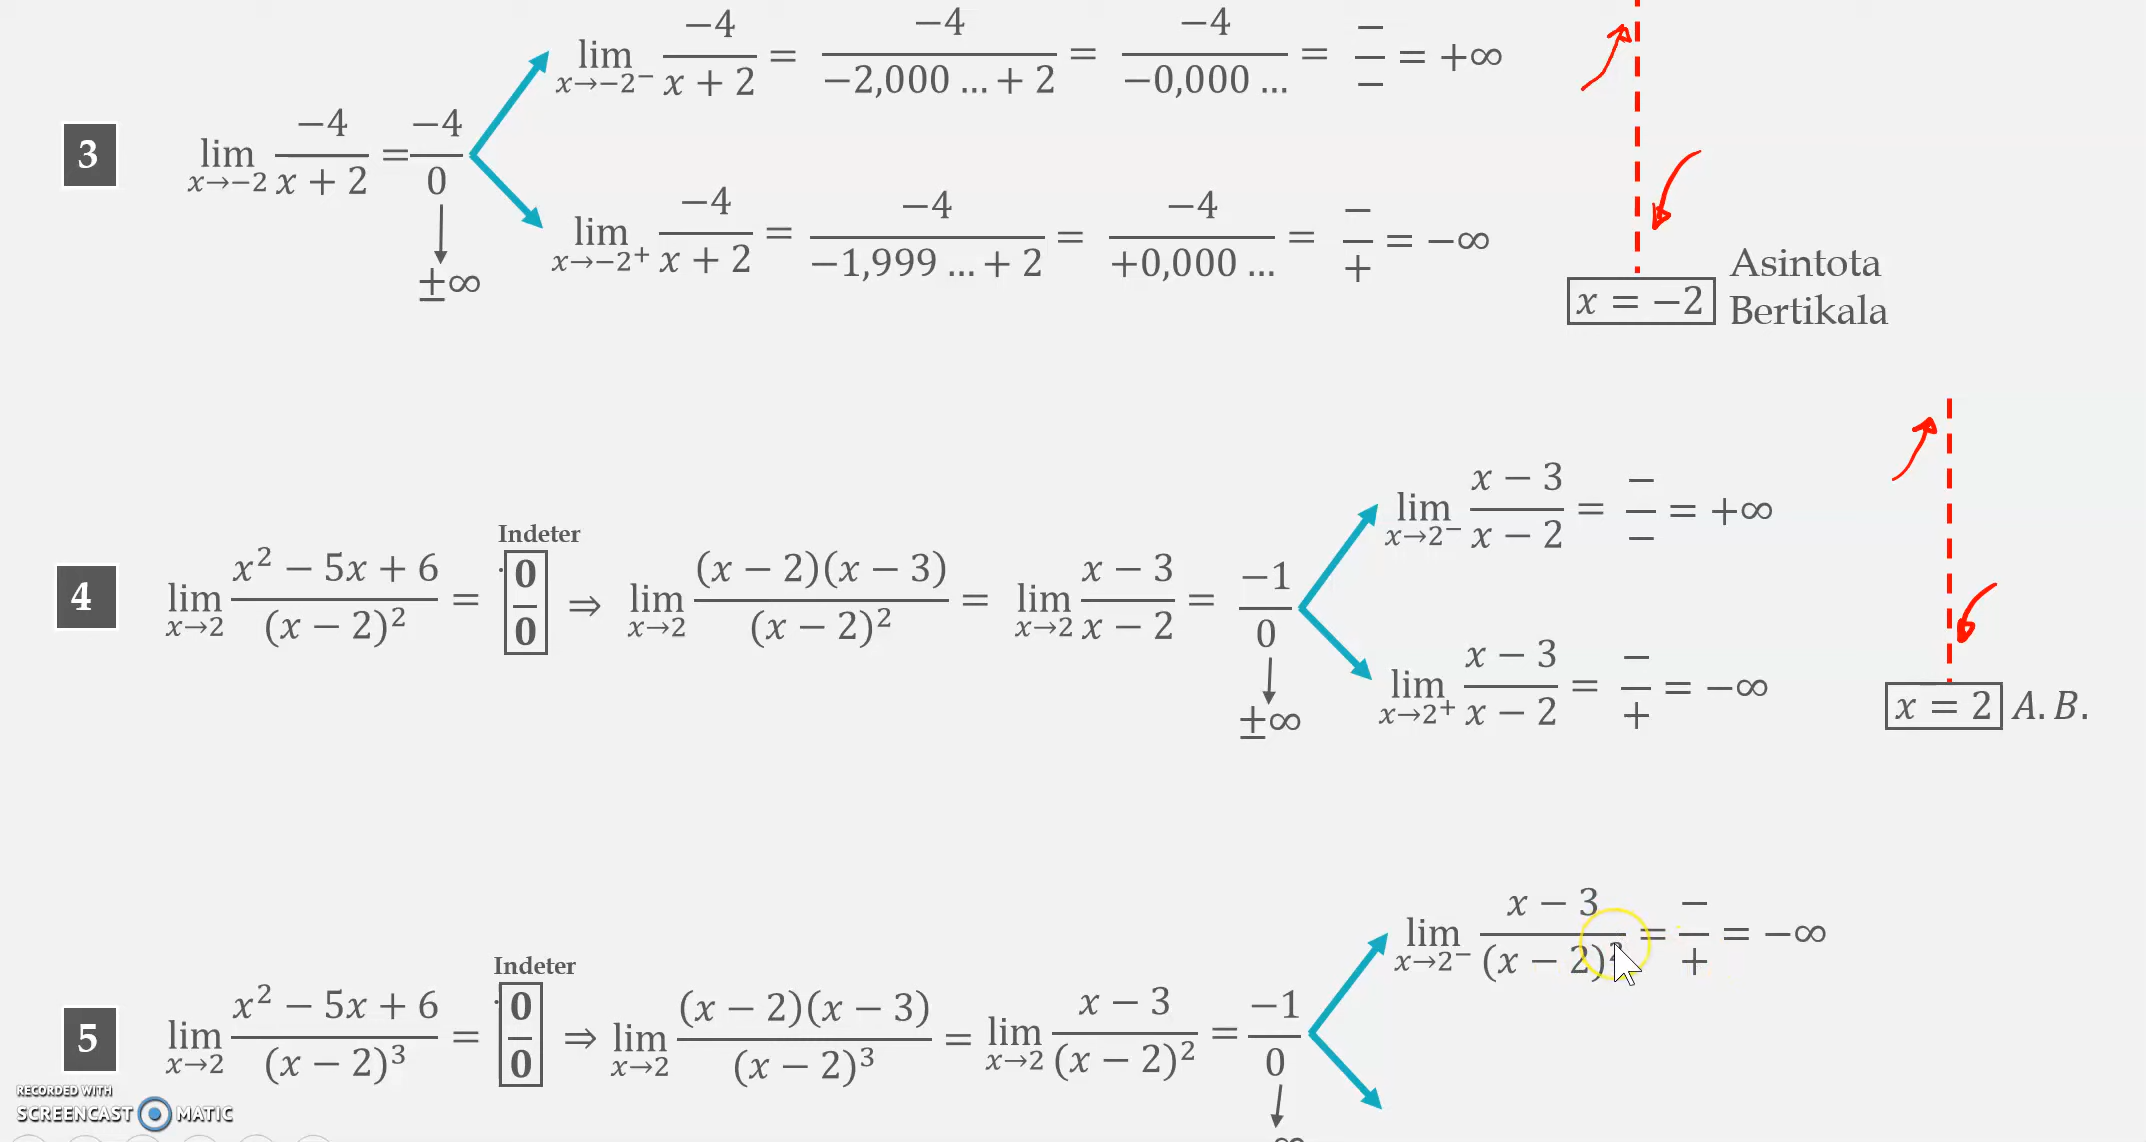 lim x→−2⁻ −4/(x + 2) = −4/(−2,000 … + 2) = −4/(−0,000 …) = −/− = +∞
3 lim x→−2 −4/(x + 2) = −4/0
±∞
lim x→−2⁺ −4/(x + 2) = −4/(−1,999 … + 2) = −4/(+0,000 …) = −/+ = −∞
x = −2 Asintota
Bertikala
lim x→2⁻ (x − 3)/(x − 2) = −/− = +∞
Indeter
4 lim x→2 (x² − 5x + 6)/(x − 2)² = 0/0 ⇒ lim x→2 (x − 2)(x − 3)/(x − 2)² = lim x→2 (x − 3)/(x − 2) = −1/0
±∞
lim x→2⁺ (x − 3)/(x − 2) = −/+ = −∞
x = 2 A. B.
lim x→2⁻ (x − 3)/(x − 2)² = −/+ = −∞
Indeter
5 lim x→2 (x² − 5x + 6)/(x − 2)³ = 0/0 ⇒ lim x→2 (x − 2)(x − 3)/(x − 2)³ = lim x→2 (x − 3)/(x − 2)² = −1/0
RECORDED WITH
SCREENCAST MATIC